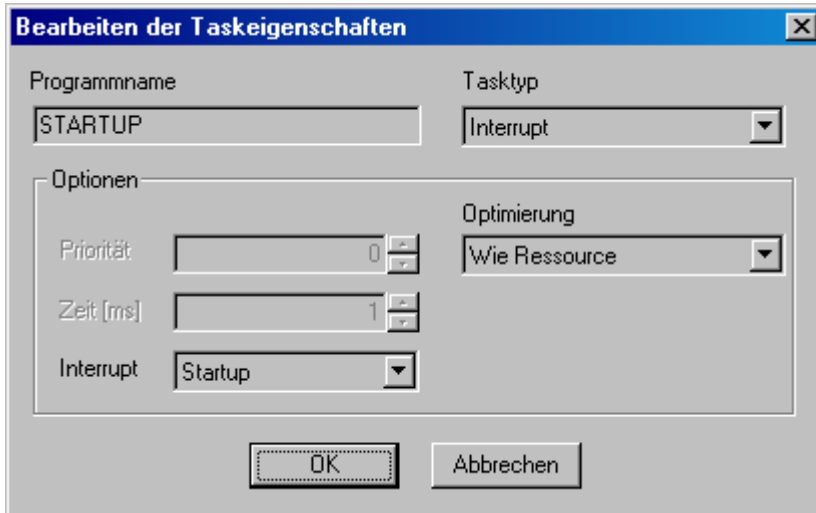 Bearbeiten der Taskeigenschaften
Programmname
Tasktyp
STARTUP
Interrupt
Optionen
Optimierung
Priorität
0
Wie Ressource
Zeit [ms]
1
Interrupt
Startup
OK
Abbrechen